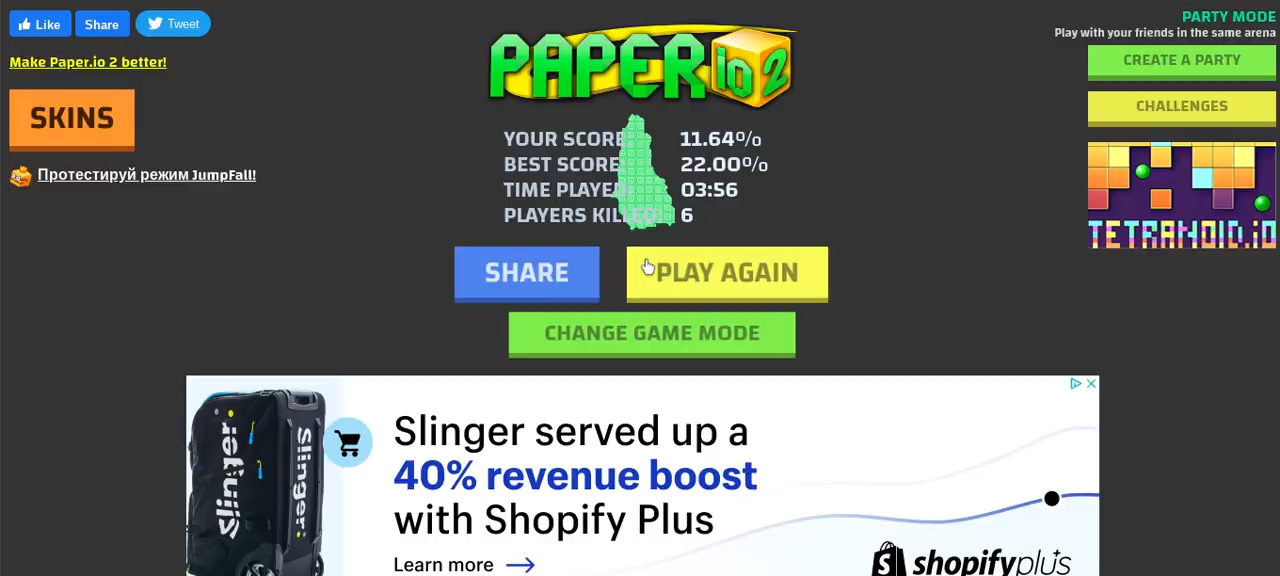 Like
Share
Tweet
Make Paper.io 2 better!
SKINS
Протестируй режим JumpFall!
PAPER io 2
YOUR SCORE 11.64%
BEST SCORE 22.00%
TIME PLAYED 03:56
PLAYERS KILLED: 6
SHARE
PLAY AGAIN
CHANGE GAME MODE
PARTY MODE
Play with your friends in the same arena
CREATE A PARTY
CHALLENGES
TETRANOID.iO
Slinger
Slinger
Slinger served up a
40% revenue boost
with Shopify Plus
Learn more
shopifyplus